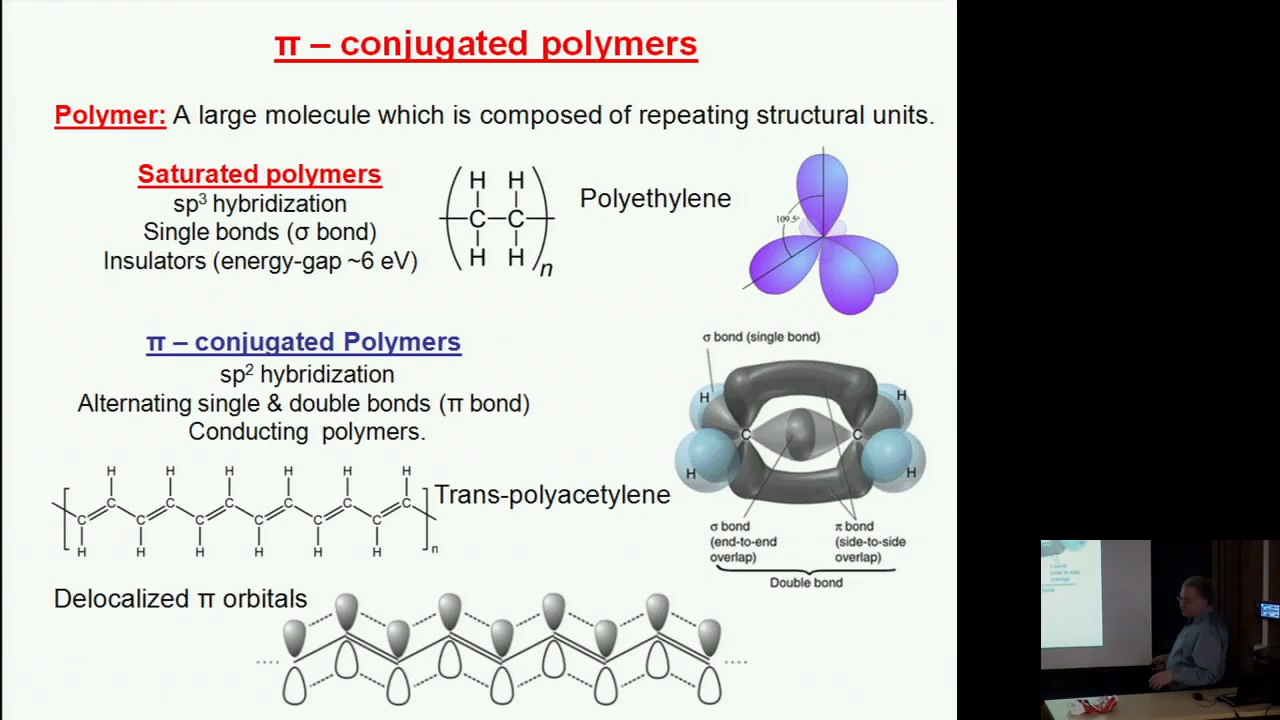 π – conjugated polymers
Polymer: A large molecule which is composed of repeating structural units.
Saturated polymers
sp3 hybridization
Single bonds (σ bond)
Insulators (energy-gap ~6 eV)
H H
C C
H H
n
Polyethylene
109.5°
π – conjugated Polymers
sp2 hybridization
Alternating single & double bonds (π bond)
Conducting polymers.
H H H H H H
C C C C C C
C C C C C C
H H H H H H
n
Trans-polyacetylene
σ bond (single bond)
H H
C C
H H
σ bond
(end-to-end
overlap)
π bond
(side-to-side
overlap)
Double bond
Delocalized π orbitals